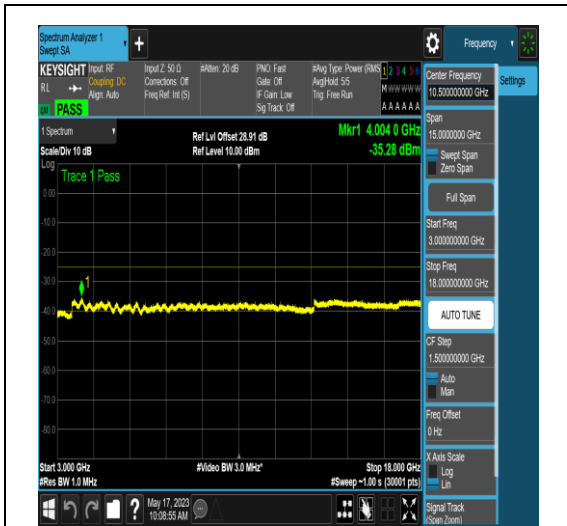 Spectrum Analyzer 1
Swept SA
Frequency
KEYSIGHT
RL
PASS
Input: RF
Coupling: DC
Align: Auto
Input Z: 50 Ω
Corrections: Off
Freq Ref: Int (S)
#Atten: 20 dB
PNO: Fast
Gate: Off
IF Gain: Low
Sig Track: Off
#Avg Type: Power (RMS
Avg|Hold: 5/5
Trig: Free Run
1 2 3 4 5 6
M W W W W W
A A A A A A
1 Spectrum
Scale/Div 10 dB
Ref Lvl Offset 28.91 dB
Ref Level 10.00 dBm
Mkr1 4.004 0 GHz
-35.28 dBm
Log
Trace 1 Pass
0.00
-10.0
-20.0
-30.0
-40.0
-50.0
-60.0
-70.0
-80.0
1
Start 3.000 GHz
#Res BW 1.0 MHz
#Video BW 3.0 MHz*
Stop 18.000 GHz
#Sweep ~1.00 s (30001 pts)
May 17, 2023
10:08:55 AM
?
Center Frequency
10.500000000 GHz
Settings
Span
15.0000000 GHz
Swept Span
Zero Span
Full Span
Start Freq
3.000000000 GHz
Stop Freq
18.000000000 GHz
AUTO TUNE
CF Step
1.500000000 GHz
Auto
Man
Freq Offset
0 Hz
X Axis Scale
Log
Lin
Signal Track
(Span Zoom)